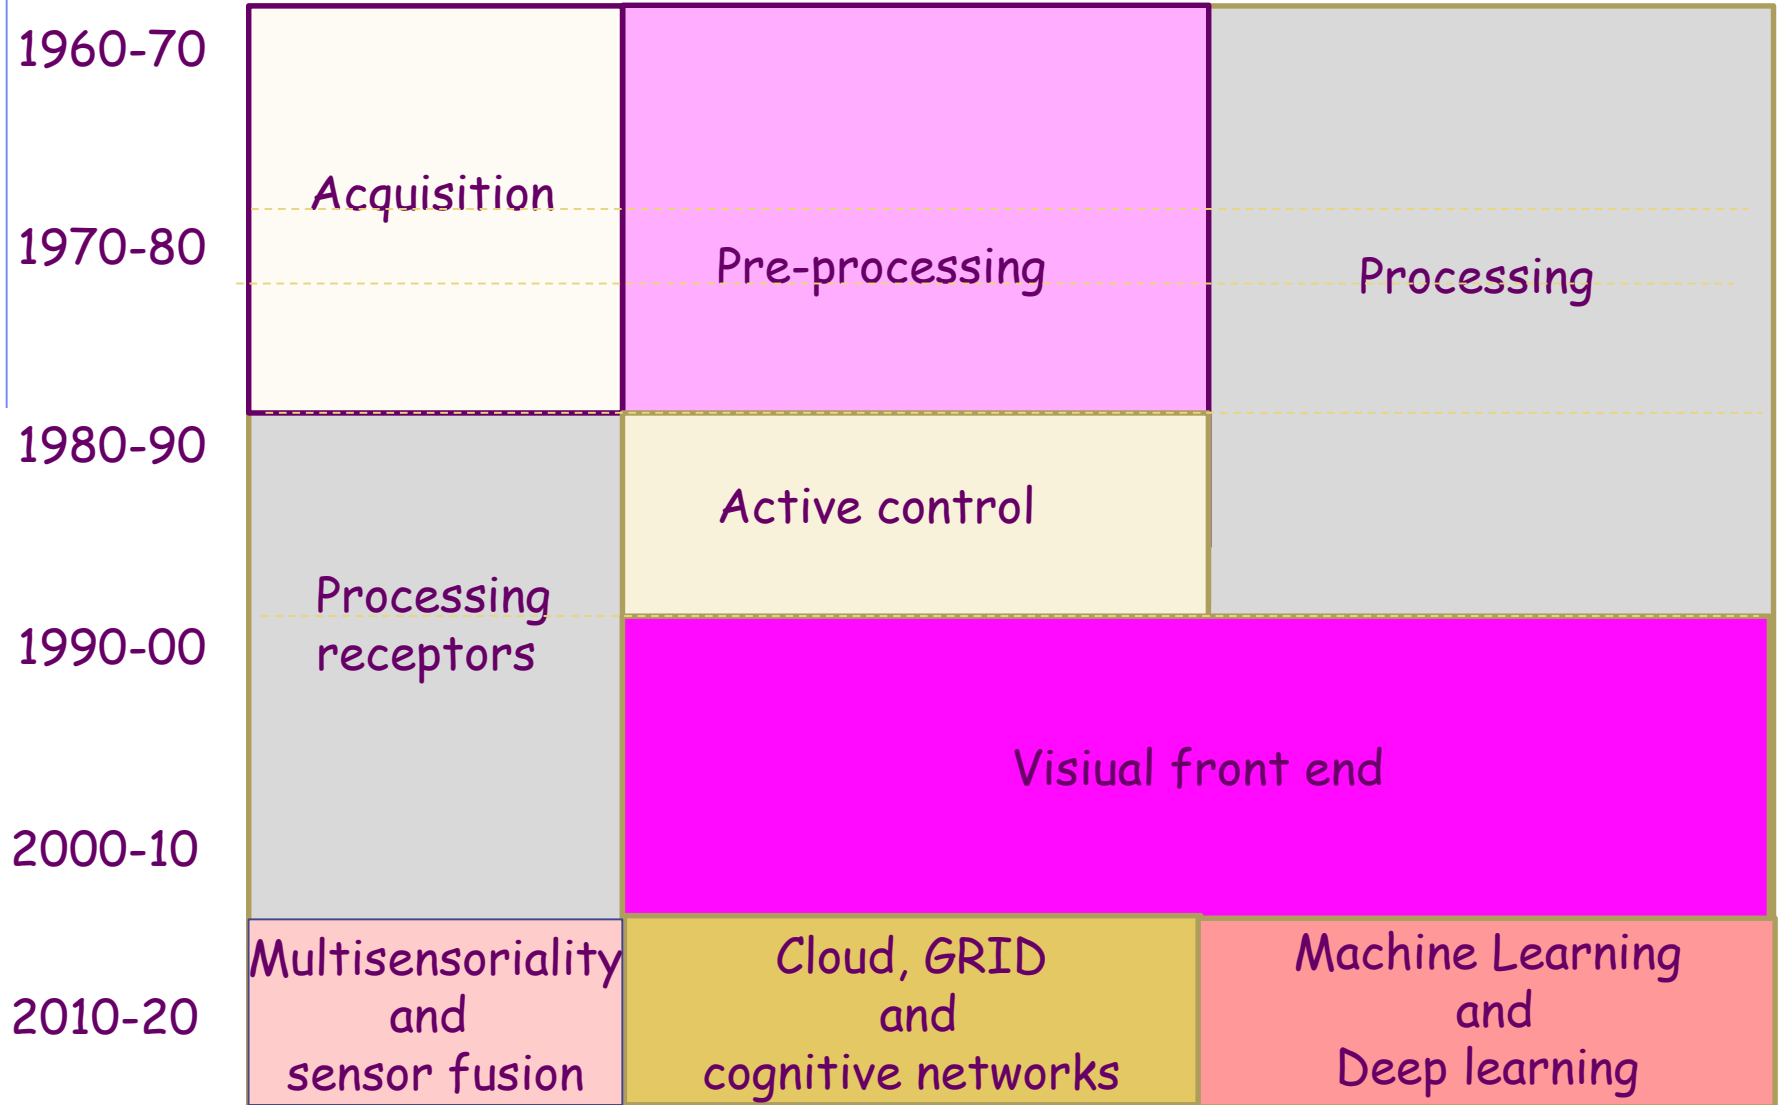 1960-70
Acquisition
1970-80
Pre-processing
Processing
1980-90
Active control
Processing
receptors
1990-00
Visiual front end
2000-10
Multisensoriality
and
sensor fusion
Cloud, GRID
and
cognitive networks
Machine Learning
and
Deep learning
2010-20